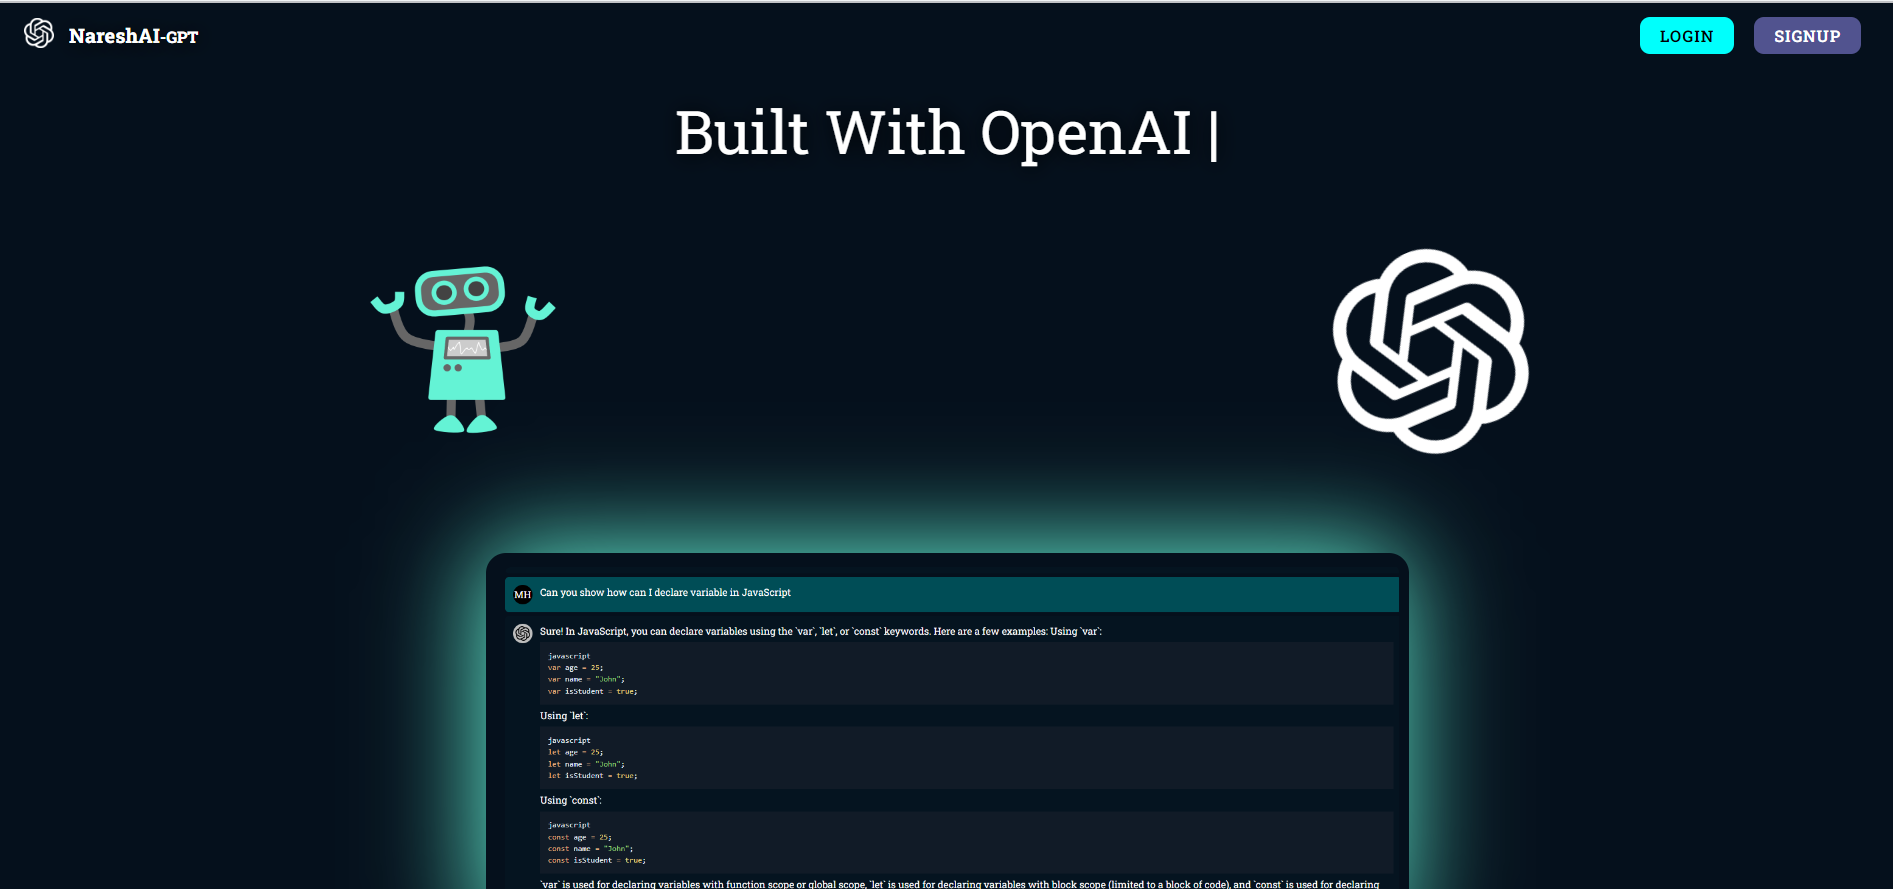 NareshAI-GPT
LOGIN
SIGNUP
Built With OpenAI |
MH
Can you show how can I declare variable in JavaScript
Sure! In JavaScript, you can declare variables using the `var`, `let`, or `const` keywords. Here are a few examples: Using `var`:
javascript
var age = 25;
var name = "John";
var isStudent = true;
Using `let`:
javascript
let age = 25;
let name = "John";
let isStudent = true;
Using `const`:
javascript
const age = 25;
const name = "John";
const isStudent = true;
`var` is used for declaring variables with function scope or global scope, `let` is used for declaring variables with block scope (limited to a block of code), and `const` is used for declaring